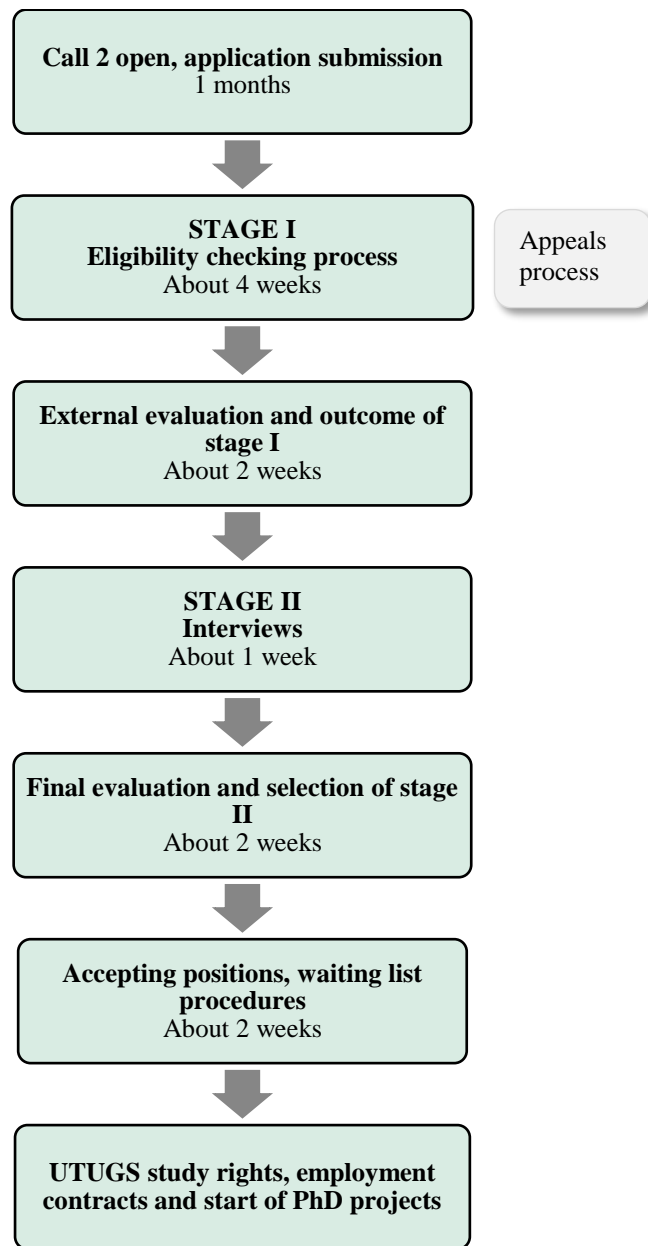 Call 2 open, application submission
1 months
STAGE I
Eligibility checking process
About 4 weeks
Appeals
process
External evaluation and outcome of
stage I
About 2 weeks
STAGE II
Interviews
About 1 week
Final evaluation and selection of stage
II
About 2 weeks
Accepting positions, waiting list
procedures
About 2 weeks
UTUGS study rights, employment
contracts and start of PhD projects